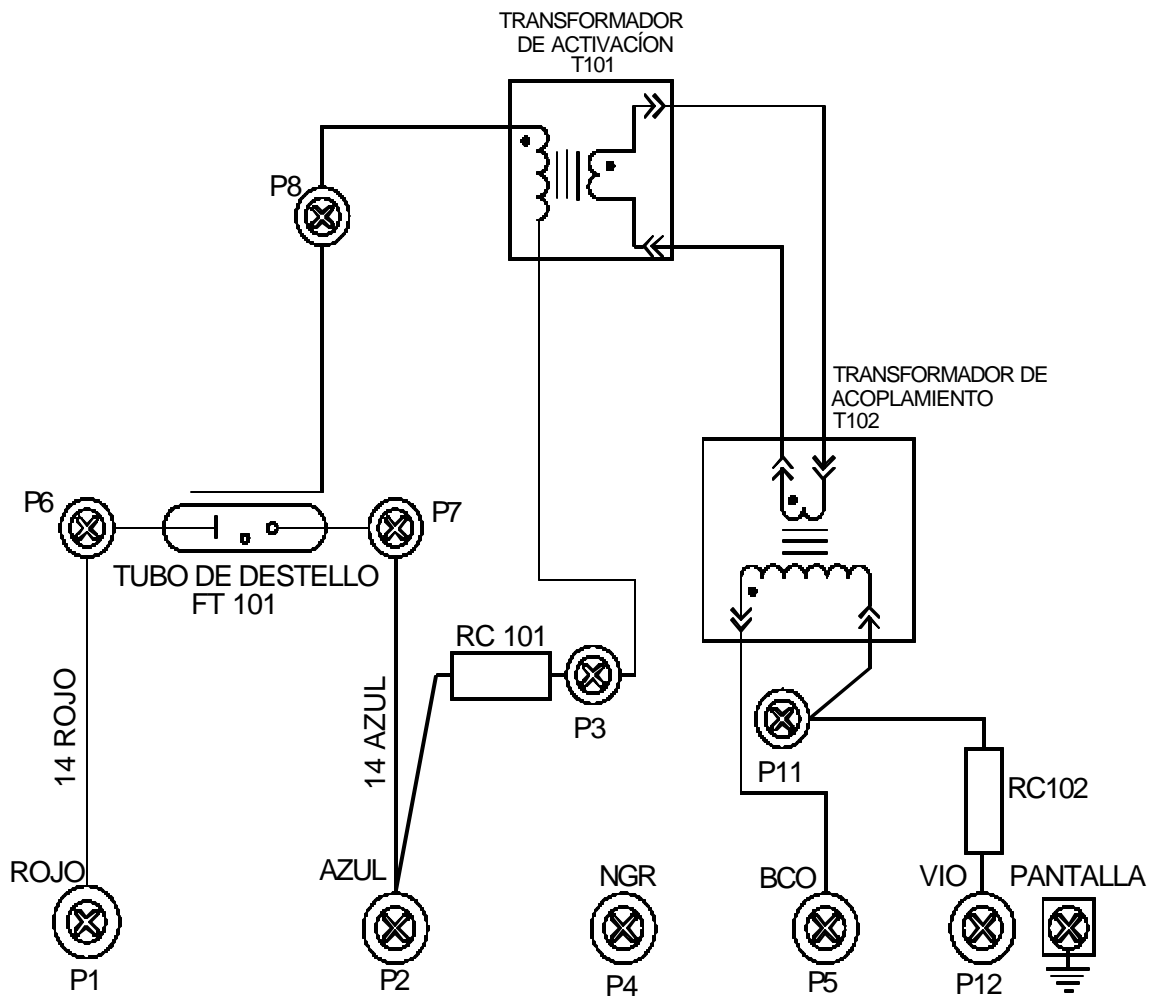 TRANSFORMADOR
DE ACTIVACÍON
T101
P8
TRANSFORMADOR DE
ACOPLAMIENTO
T102
P6
P7
TUBO DE DESTELLO
FT 101
RC 101
P3
14 ROJO
14 AZUL
P11
RC102
ROJO
AZUL
NGR
BCO
VIO
PANTALLA
P1
P2
P4
P5
P12